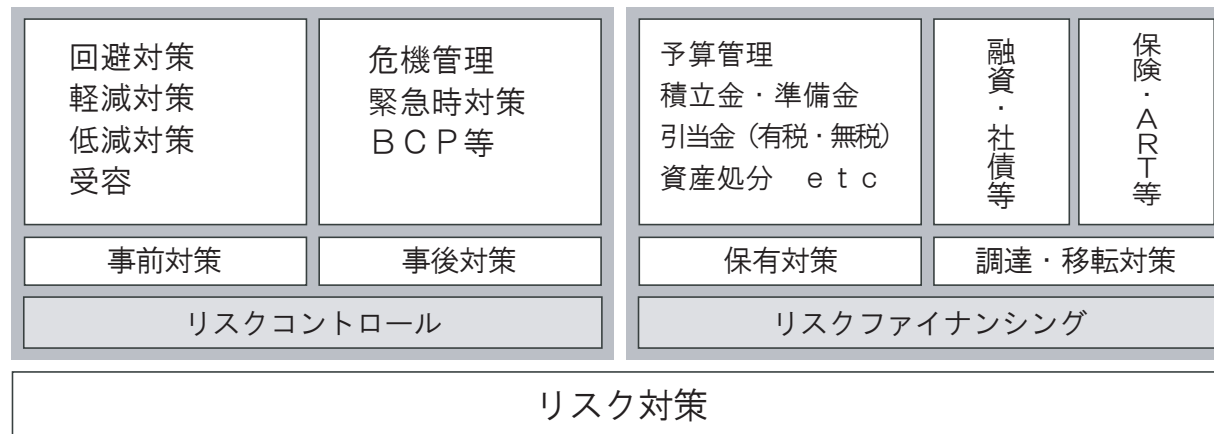 回避対策
軽減対策
低減対策
受容
危機管理
緊急時対策
ＢＣＰ等
予算管理
積立金・準備金
引当金（有税・無税）
資産処分　ｅｔｃ
融資・社債等
保険・ＡＲＴ等
事前対策
事後対策
保有対策
調達・移転対策
リスクコントロール
リスクファイナンシング
リスク対策